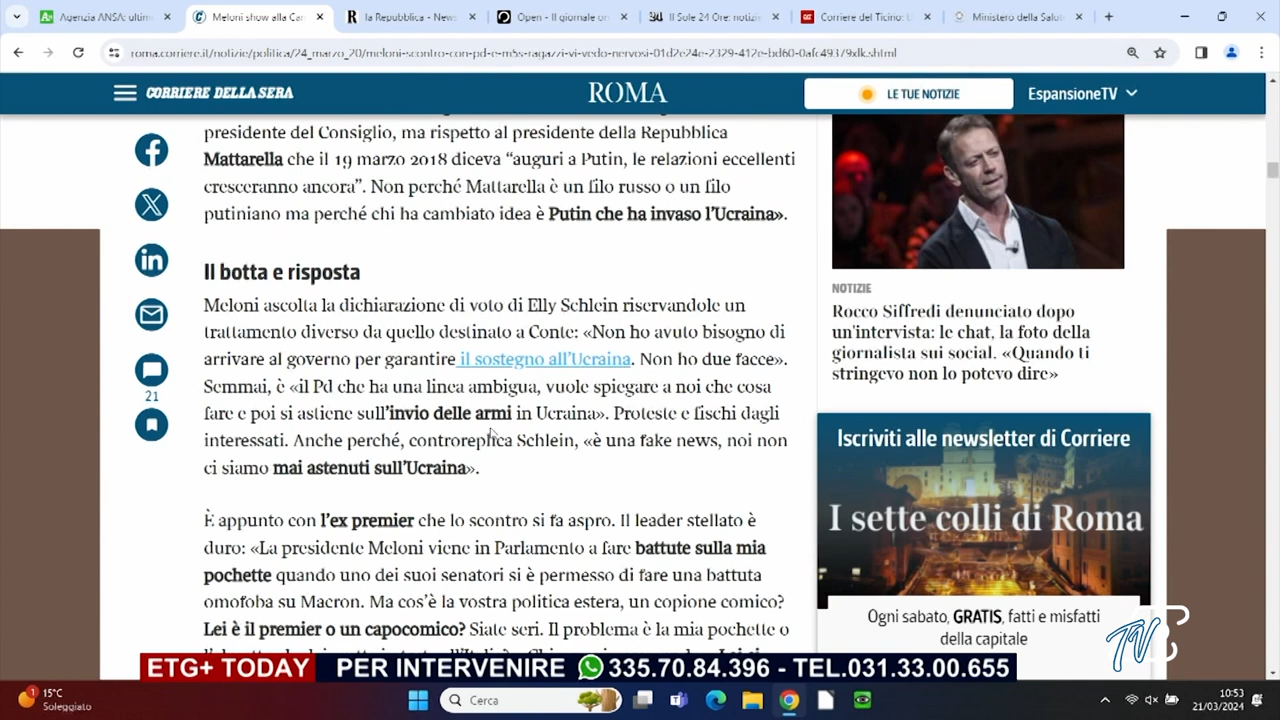 Agenzia ANSA: ultim
Meloni show alla Ca
la Repubblica - News
Open - Il giornale on
Il Sole 24 Ore: notizie
Corriere del Ticino: U
Ministero della Salute
roma.corriere.it/notizie/politica/24_marzo_20/meloni-scontro-con-pd-e-m5s-ragazzi-vi-vedo-nervosi-01d2e24e-2329-412e-bd60-0afc49379xlk.shtml
CORRIERE DELLA SERA
ROMA
LE TUE NOTIZIE
EspansioneTV
presidente del Consiglio, ma rispetto al presidente della Repubblica
Mattarella che il 19 marzo 2018 diceva “auguri a Putin, le relazioni eccellenti
cresceranno ancora”. Non perché Mattarella è un filo russo o un filo
putiniano ma perché chi ha cambiato idea è Putin che ha invaso l’Ucraina».
Il botta e risposta
Meloni ascolta la dichiarazione di voto di Elly Schlein riservandole un
trattamento diverso da quello destinato a Conte: «Non ho avuto bisogno di
arrivare al governo per garantire il sostegno all’Ucraina. Non ho due facce».
Semmai, è «il Pd che ha una linea ambigua, vuole spiegare a noi che cosa
fare e poi si astiene sull’invio delle armi in Ucraina». Proteste e fischi dagli
interessati. Anche perché, controreplica Schlein, «è una fake news, noi non
ci siamo mai astenuti sull’Ucraina».
È appunto con l’ex premier che lo scontro si fa aspro. Il leader stellato è
duro: «La presidente Meloni viene in Parlamento a fare battute sulla mia
pochette quando uno dei suoi senatori si è permesso di fare una battuta
omofoba su Macron. Ma cos’è la vostra politica estera, un copione comico?
Lei è il premier o un capocomico? Siate seri. Il problema è la mia pochette o
21
NOTIZIE
Rocco Siffredi denunciato dopo
un'intervista: le chat, la foto della
giornalista sui social. «Quando ti
stringevo non lo potevo dire»
Iscriviti alle newsletter di Corriere
I sette colli di Roma
Ogni sabato, GRATIS, fatti e misfatti
della capitale
TV
ETG+ TODAY PER INTERVENIRE 335.70.84.396 - TEL.031.33.00.655
1
15°C
Soleggiato
Cerca
10:53
21/03/2024